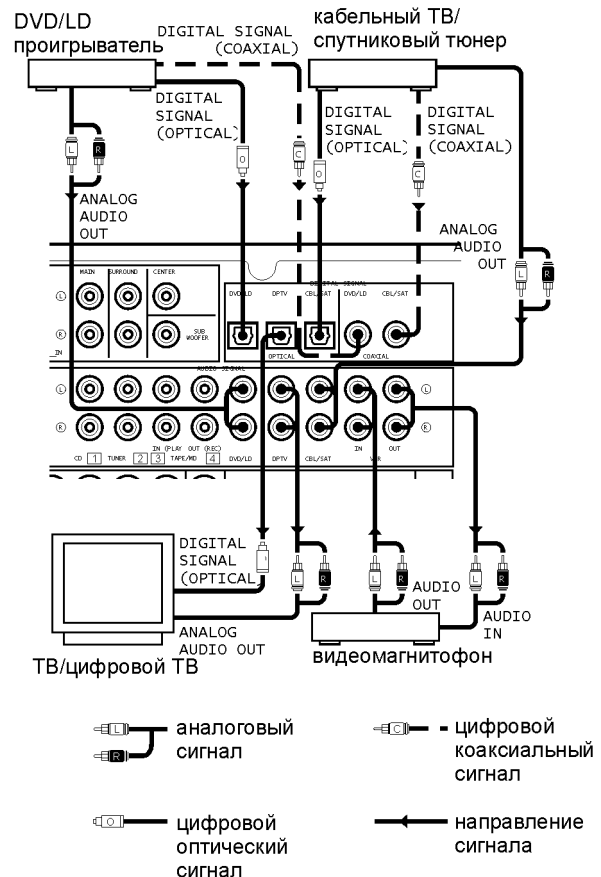 DVD/LD
проигрыватель
DIGITAL SIGNAL
(COAXIAL)
кабельный ТВ/
спутниковый тюнер
DIGITAL
SIGNAL
(OPTICAL)
DIGITAL
SIGNAL
(OPTICAL)
DIGITAL
SIGNAL
(COAXIAL)
L
R
O
C
O
C
ANALOG
AUDIO
OUT
ANALOG
AUDIO
OUT
L
R
MAIN
SURROUND
CENTER
DIGITAL SIGNAL
DVD/LD
DPTV
CBL/SAT
DVD/LD
CBL/SAT
L
R
SUB
WOOFER
IN
OPTICAL
COAXIAL
AUDIO SIGNAL
L
L
R
R
IN (PLAY
OUT (REC)
IN
OUT
CD
1
TUNER
2
3
TAPE/MD
4
DVD/LD
DPTV
CBL/SAT
VCR
DIGITAL
SIGNAL
(OPTICAL)
O
L
R
L
R
L
R
ANALOG
AUDIO OUT
AUDIO
OUT
AUDIO
IN
ТВ/цифровой ТВ
видеомагнитофон
L
R
аналоговый
сигнал
C
цифровой
коаксиальный
сигнал
O
цифровой
оптический
сигнал
направление
сигнала